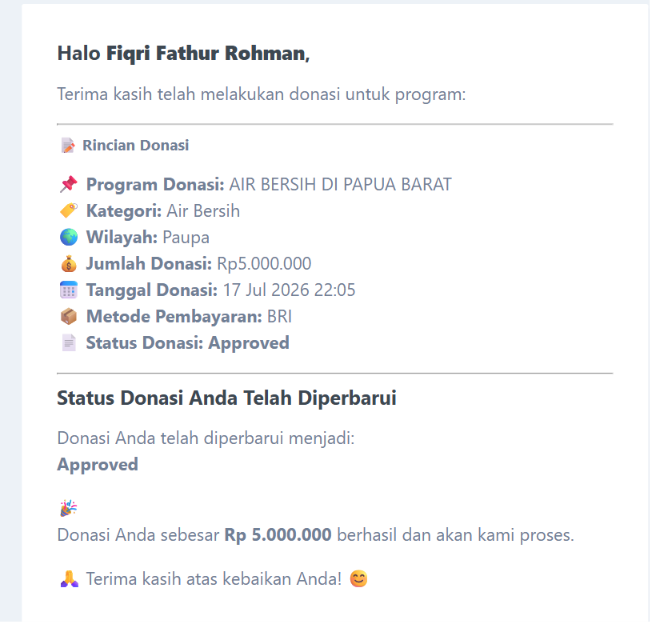 Halo Fiqri Fathur Rohman,
Terima kasih telah melakukan donasi untuk program:
Rincian Donasi
Program Donasi: AIR BERSIH DI PAPUA BARAT
Kategori: Air Bersih
Wilayah: Paupa
Jumlah Donasi: Rp5.000.000
Tanggal Donasi: 17 Jul 2026 22:05
Metode Pembayaran: BRI
Status Donasi: Approved
Status Donasi Anda Telah Diperbarui
Donasi Anda telah diperbarui menjadi:
Approved
Donasi Anda sebesar Rp 5.000.000 berhasil dan akan kami proses.
Terima kasih atas kebaikan Anda!